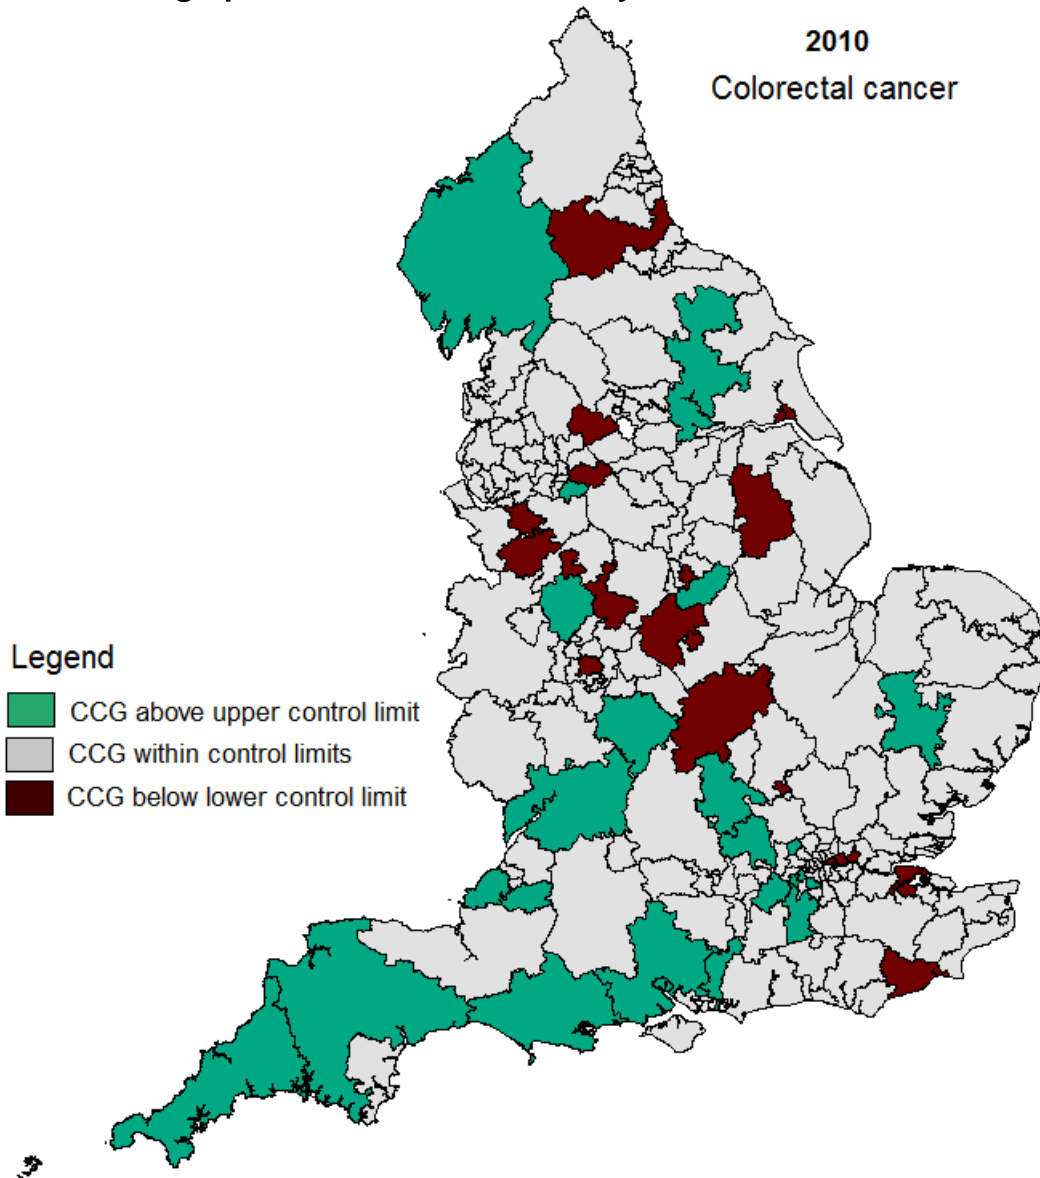 2010
Colorectal cancer
Legend
CCG above upper control limit
CCG within control limits
CCG below lower control limit